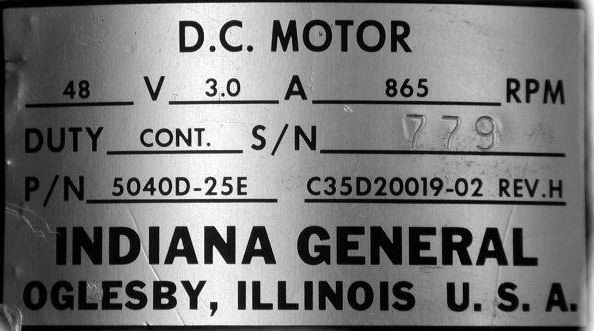 D.C. MOTOR
48 V 3.0 A 865 RPM
DUTY CONT. S/N 779
P/N 5040D-25E C35D20019-02 REV.H
INDIANA GENERAL
OGLESBY, ILLINOIS U. S. A.